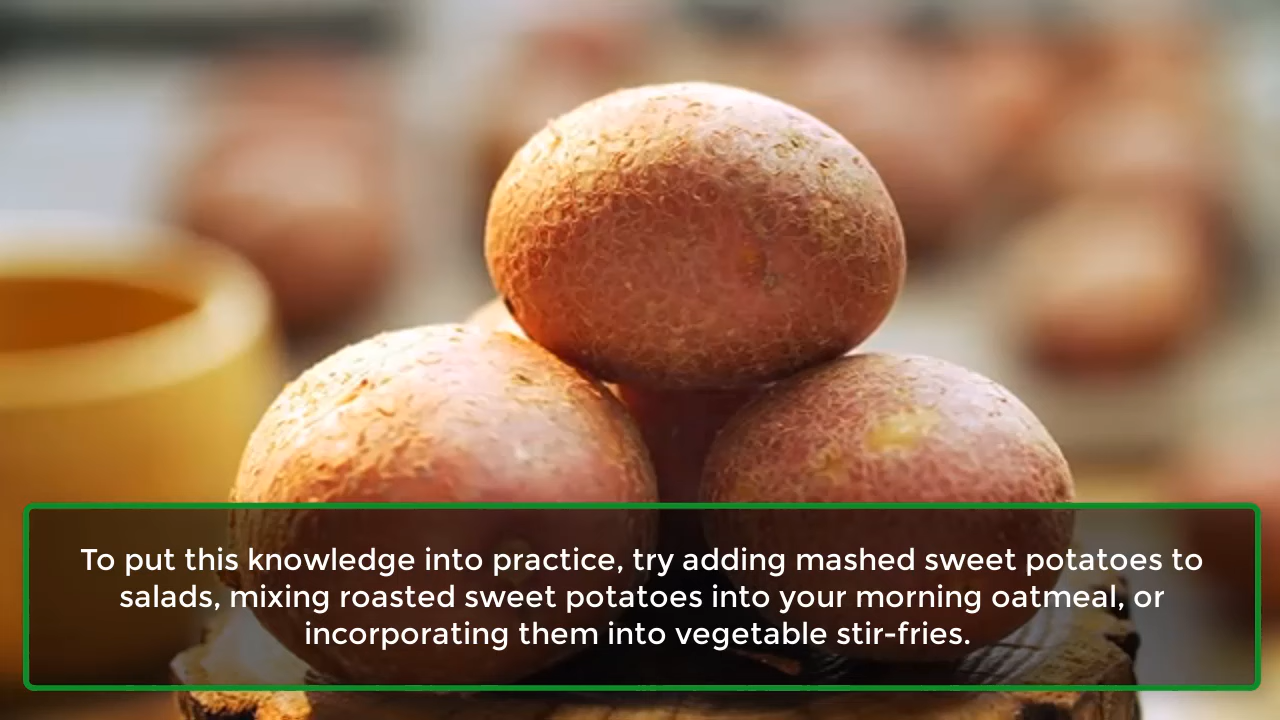 To put this knowledge into practice, try adding mashed sweet potatoes to
salads, mixing roasted sweet potatoes into your morning oatmeal, or
incorporating them into vegetable stir-fries.